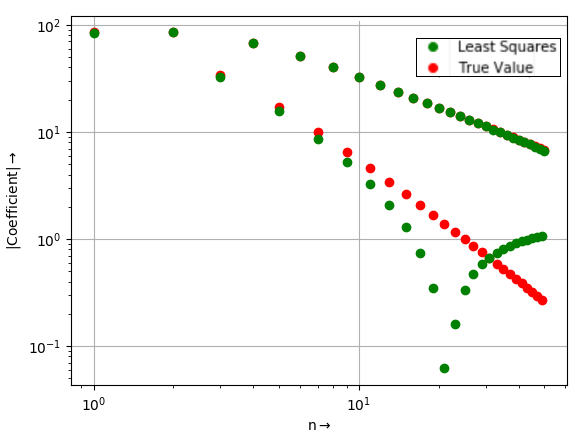 10²
10¹
10⁰
10⁻¹
|Coefficient|→
Least Squares
True Value
10⁰
10¹
n→